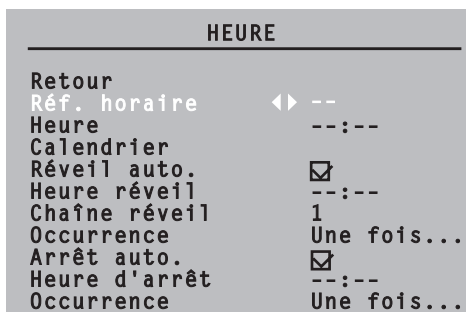 HEURE
Retour
Réf. horaire --
Heure --:--
Calendrier
Réveil auto.
Heure réveil --:--
Chaîne réveil 1
Occurrence Une fois...
Arrêt auto.
Heure d'arrêt --:--
Occurrence Une fois...